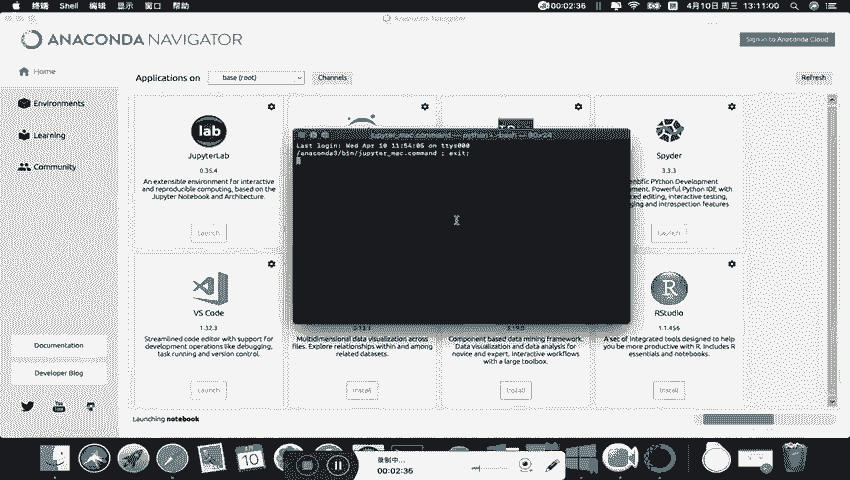 终端 Shell 编辑 显示 窗口 帮助
00:02:36
4月10日 周三 13:11:00
Anaconda Navigator
ANACONDA NAVIGATOR
Sign in to Anaconda Cloud
Home
Applications on
base (root)
Channels
Refresh
Environments
Learning
Community
jupyter_mac.command — python • -bash — 80×24
Last login: Wed Apr 10 11:54:06 on ttys000
/anaconda3/bin/jupyter_mac.command ; exit;
lab
JupyterLab
0.35.4
An extensible environment for interactive
and reproducible computing, based on the
Jupyter Notebook and Architecture.
Launch
Spyder
3.3.3
entific PYthon Development
onment. Powerful Python IDE with
ced editing, interactive testing,
ging and introspection features
Launch
VS Code
1.32.3
Streamlined code editor with support for
development operations like debugging,
task running and version control.
Launch
Multidimensional data visualization across
files. Explore relationships within and among
related datasets.
Install
Component based data mining framework.
Data visualization and data analysis for
novice and expert. Interactive workflows
with a large toolbox.
Install
R
RStudio
1.1.456
A set of integrated tools designed to help
you be more productive with R. Includes R
essentials and notebooks.
Install
Documentation
Developer Blog
You Tube
Launching notebook
10
录制中...
00:02:36